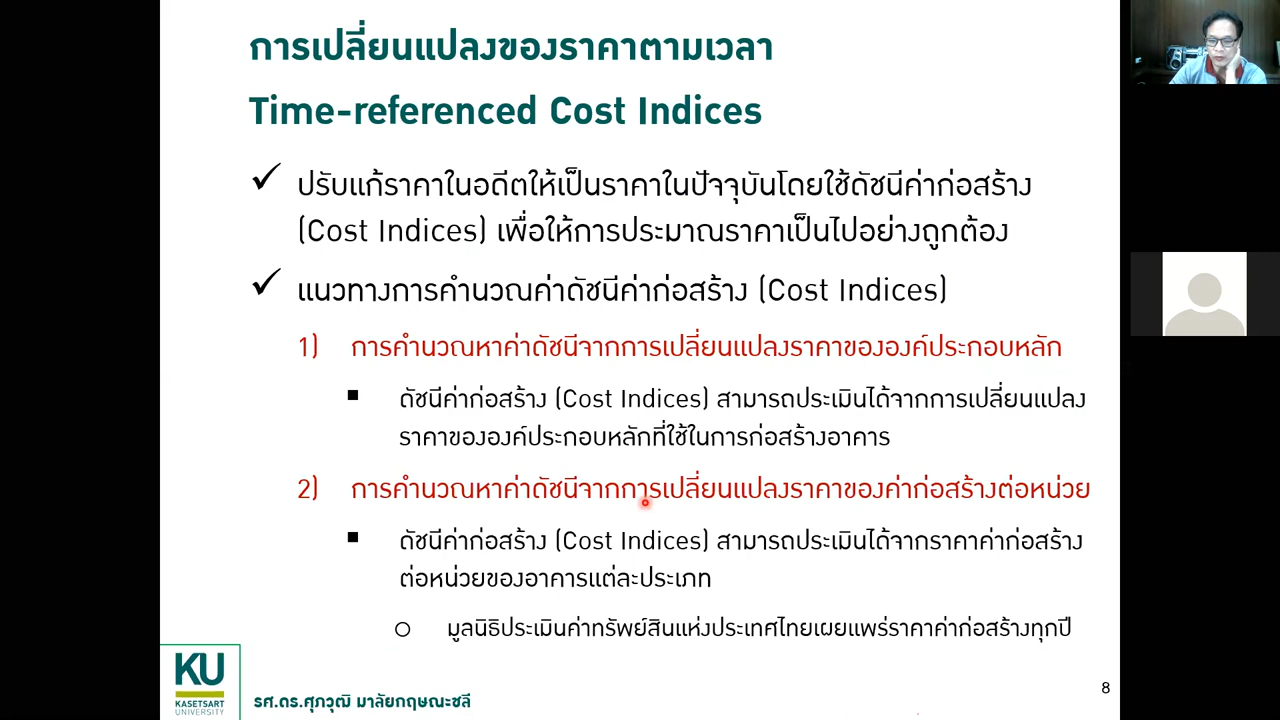 การเปลี่ยนแปลงของราคาตามเวลา
Time-referenced Cost Indices
✓ ปรับแก้ราคาในอดีตให้เป็นราคาในปัจจุบันโดยใช้ดัชนีค่าก่อสร้าง
(Cost Indices) เพื่อให้การประมาณราคาเป็นไปอย่างถูกต้อง
✓ แนวทางการคำนวณค่าดัชนีค่าก่อสร้าง (Cost Indices)
1) การคำนวณหาค่าดัชนีจากการเปลี่ยนแปลงราคาขององค์ประกอบหลัก
▪ ดัชนีค่าก่อสร้าง (Cost Indices) สามารถประเมินได้จากการเปลี่ยนแปลง
ราคาขององค์ประกอบหลักที่ใช้ในการก่อสร้างอาคาร
2) การคำนวณหาค่าดัชนีจากการเปลี่ยนแปลงราคาของค่าก่อสร้างต่อหน่วย
▪ ดัชนีค่าก่อสร้าง (Cost Indices) สามารถประเมินได้จากราคาค่าก่อสร้าง
ต่อหน่วยของอาคารแต่ละประเภท
o มูลนิธิประเมินค่าทรัพย์สินแห่งประเทศไทยเผยแพร่ราคาค่าก่อสร้างทุกปี
KU
KASETSART
UNIVERSITY
รศ.ดร.ศุภวุฒิ มาลัยกฤษณะชลี
8